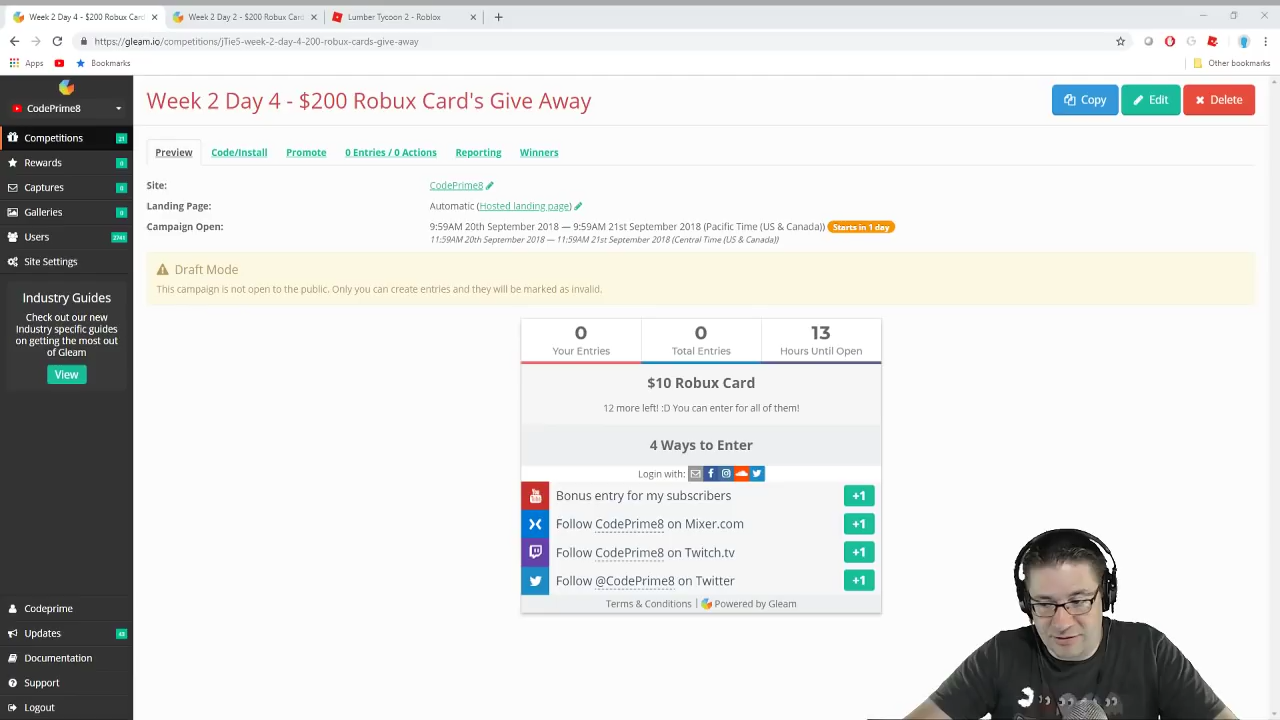 Week 2 Day 4 - $200 Robux Card
Week 2 Day 4 - $200 Robux Card
Lumber Tycoon 2 - Roblox
https://gleam.io/competitions/jTie5-week-2-day-4-200-robux-cards-give-away
Apps
Bookmarks
Other bookmarks
CodePrime8
Competitions 21
Rewards 0
Captures 0
Galleries 0
Users 2741
Site Settings
Industry Guides
Check out our new
Industry specific guides
on getting the most out
of Gleam
View
Codeprime
Updates 43
Documentation
Support
Logout
Week 2 Day 4 - $200 Robux Card's Give Away
Copy
Edit
Delete
Preview
Code/Install
Promote
0 Entries / 0 Actions
Reporting
Winners
Site: CodePrime8
Landing Page: Automatic (Hosted landing page)
Campaign Open: 9:59AM 20th September 2018 — 9:59AM 21st September 2018 (Pacific Time (US & Canada)) Starts in 1 day
11:59AM 20th September 2018 — 11:59AM 21st September 2018 (Central Time (US & Canada))
Draft Mode
This campaign is not open to the public. Only you can create entries and they will be marked as invalid.
0 0 13
Your Entries Total Entries Hours Until Open
$10 Robux Card
12 more left! :D You can enter for all of them!
4 Ways to Enter
Login with:
Bonus entry for my subscribers +1
Follow CodePrime8 on Mixer.com +1
Follow CodePrime8 on Twitch.tv +1
Follow @CodePrime8 on Twitter +1
Terms & Conditions | Powered by Gleam